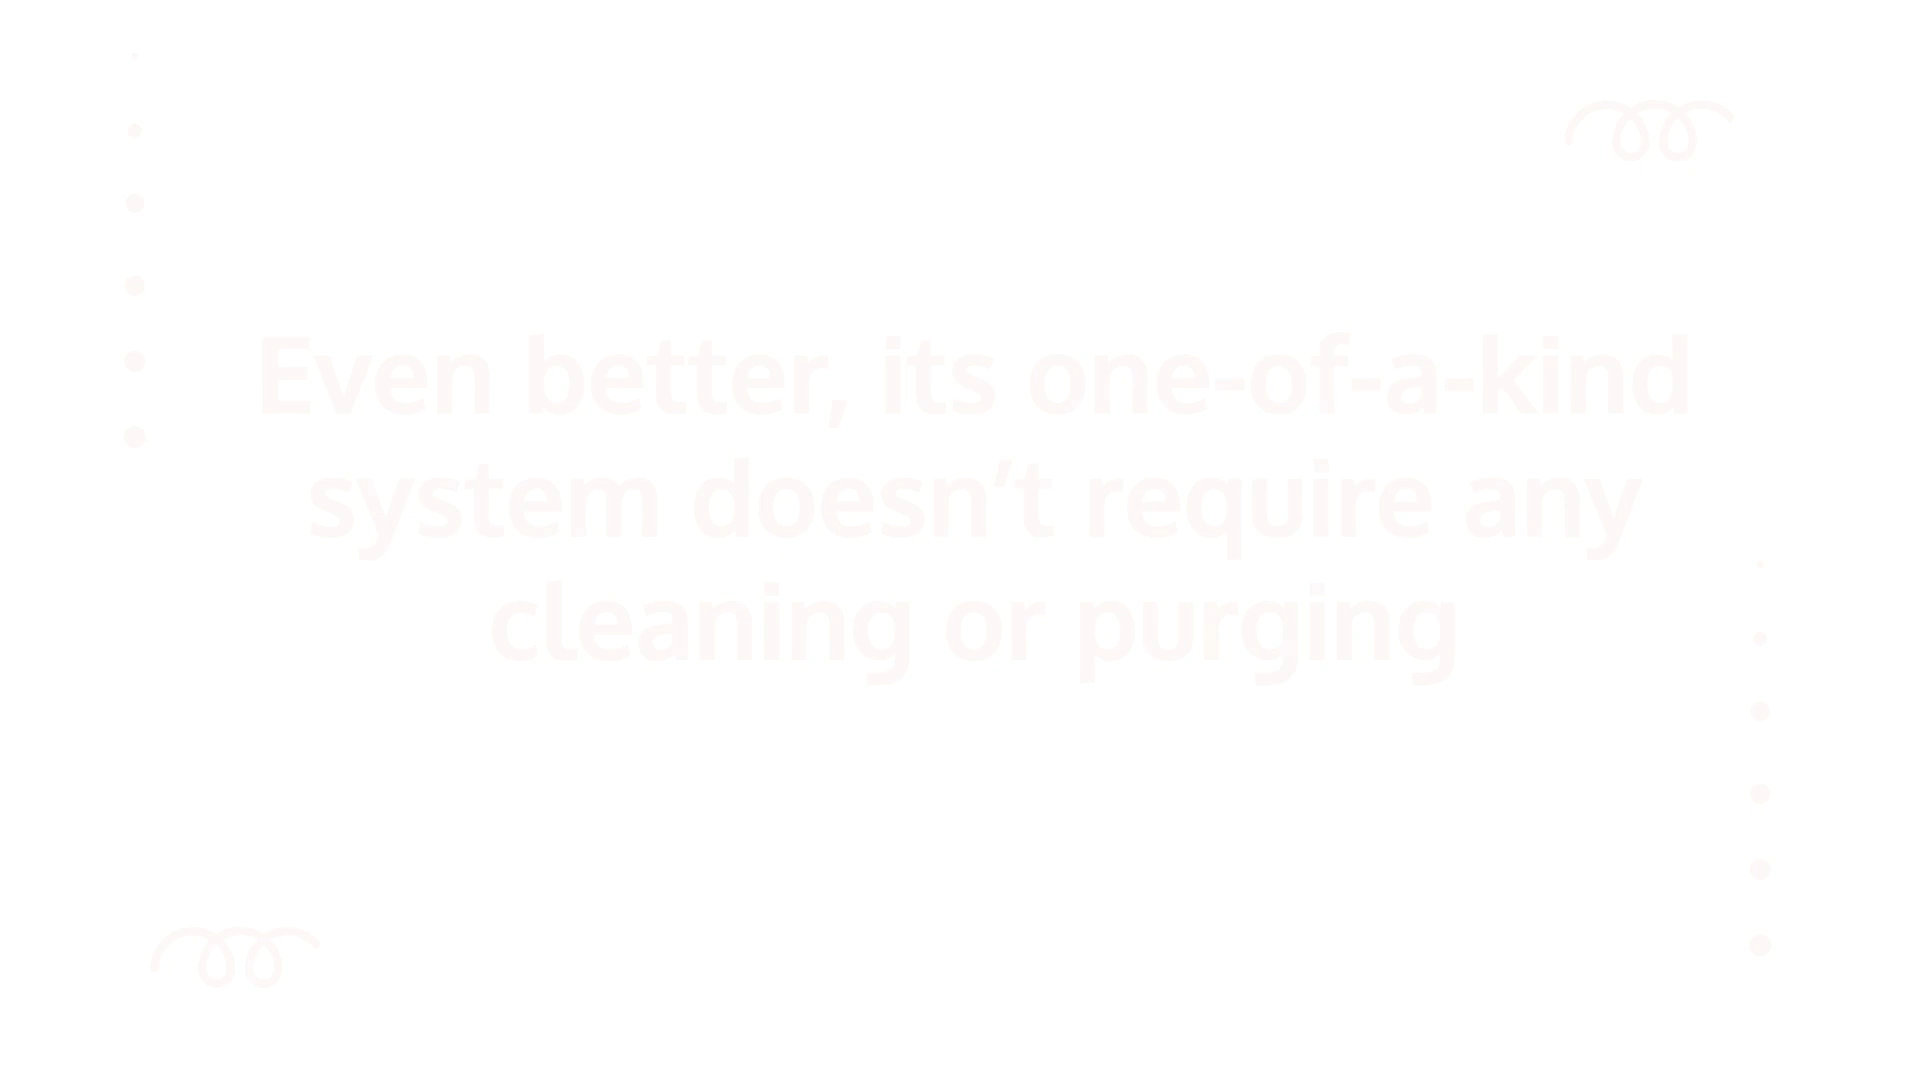 Even better, its one-of-a-kind
system doesn’t require any
cleaning or purging